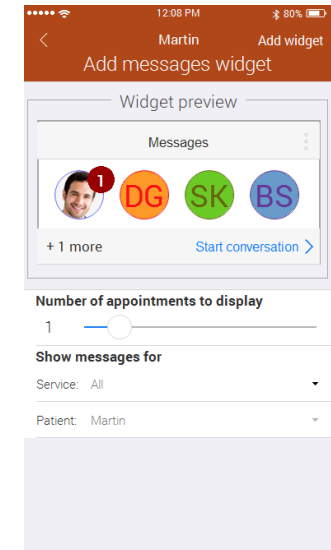 12:08 PM 80%
Martin Add widget
Add messages widget
Widget preview
Messages
1
DG SK BS
+ 1 more Start conversation
Number of appointments to display
1
Show messages for
Service: All
Patient: Martin